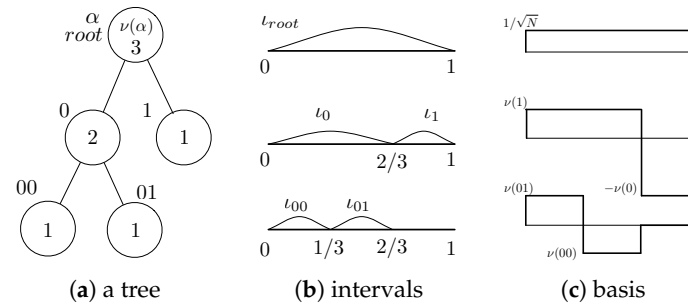 α
root
ν(α)
3
0
2
1
1
00
1
01
1
(a) a tree
ι_root
0 1
ι_0 ι_1
0 2/3 1
ι_00 ι_01
0 1/3 2/3 1
(b) intervals
1/√N
ν(1)
−ν(0)
ν(01)
ν(00)
(c) basis